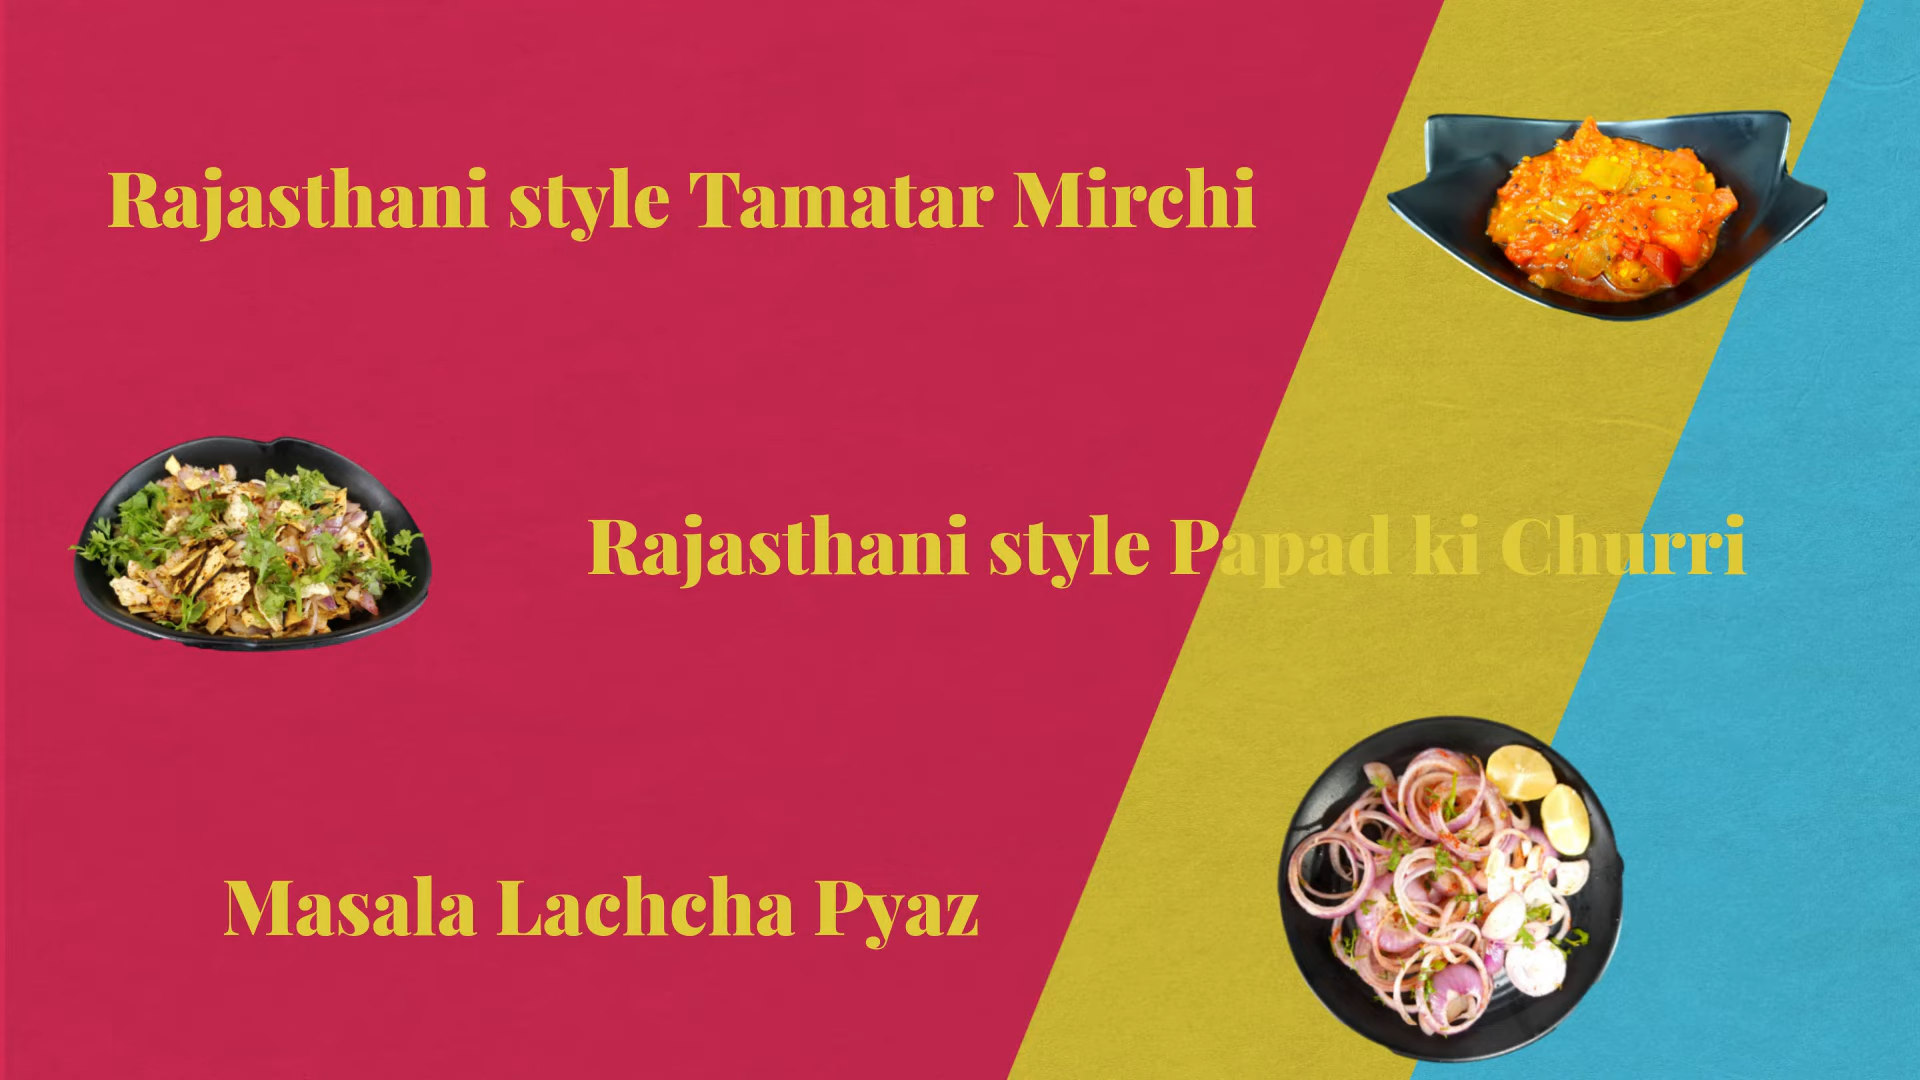 Rajasthani style Tamatar Mirchi
Rajasthani style Papad ki Churri
Masala Lachcha Pyaz